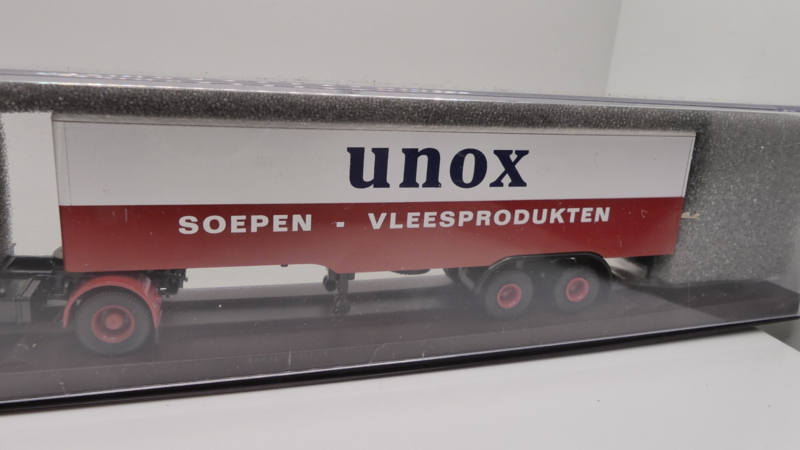 unox
SOEPEN - VLEESPRODUKTEN